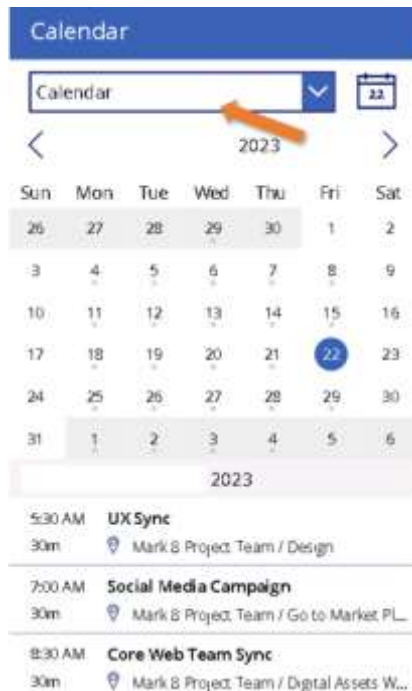 Calendar
Calendar 22
2023
Sun Mon Tue Wed Thu Fri Sat
26 27 28 29 30 1 2
3 4 5 6 7 8 9
10 11 12 13 14 15 16
17 18 19 20 21 22 23
24 25 26 27 28 29 30
31 1 2 3 4 5 6
2023
5:30 AM UX Sync
30m Mark 8 Project Team / Design
7:00 AM Social Media Campaign
30m Mark 8 Project Team / Go to Market PL...
8:30 AM Core Web Team Sync
30m Mark 8 Project Team / Digital Assets W...